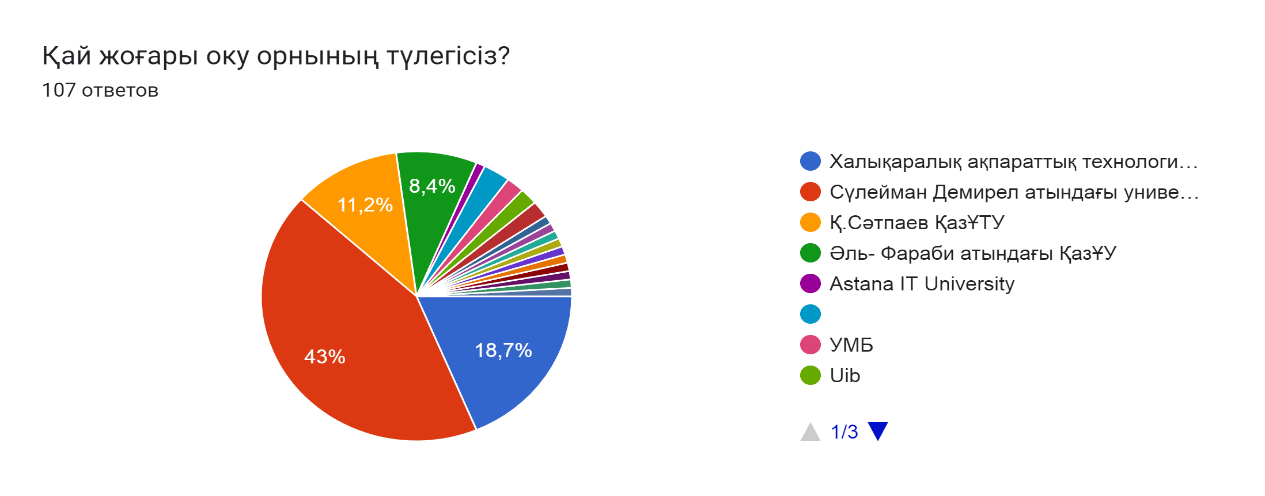 Қай жоғары оку орнының түлегісіз?
107 ответов
8,4%
11,2%
43%
18,7%
Халықаралық ақпараттық технологи…
Сүлейман Демирел атындағы униве…
Қ.Сәтпаев ҚазҰТУ
Әль- Фараби атындағы ҚазҰУ
Astana IT University
УМБ
Uib
1/3